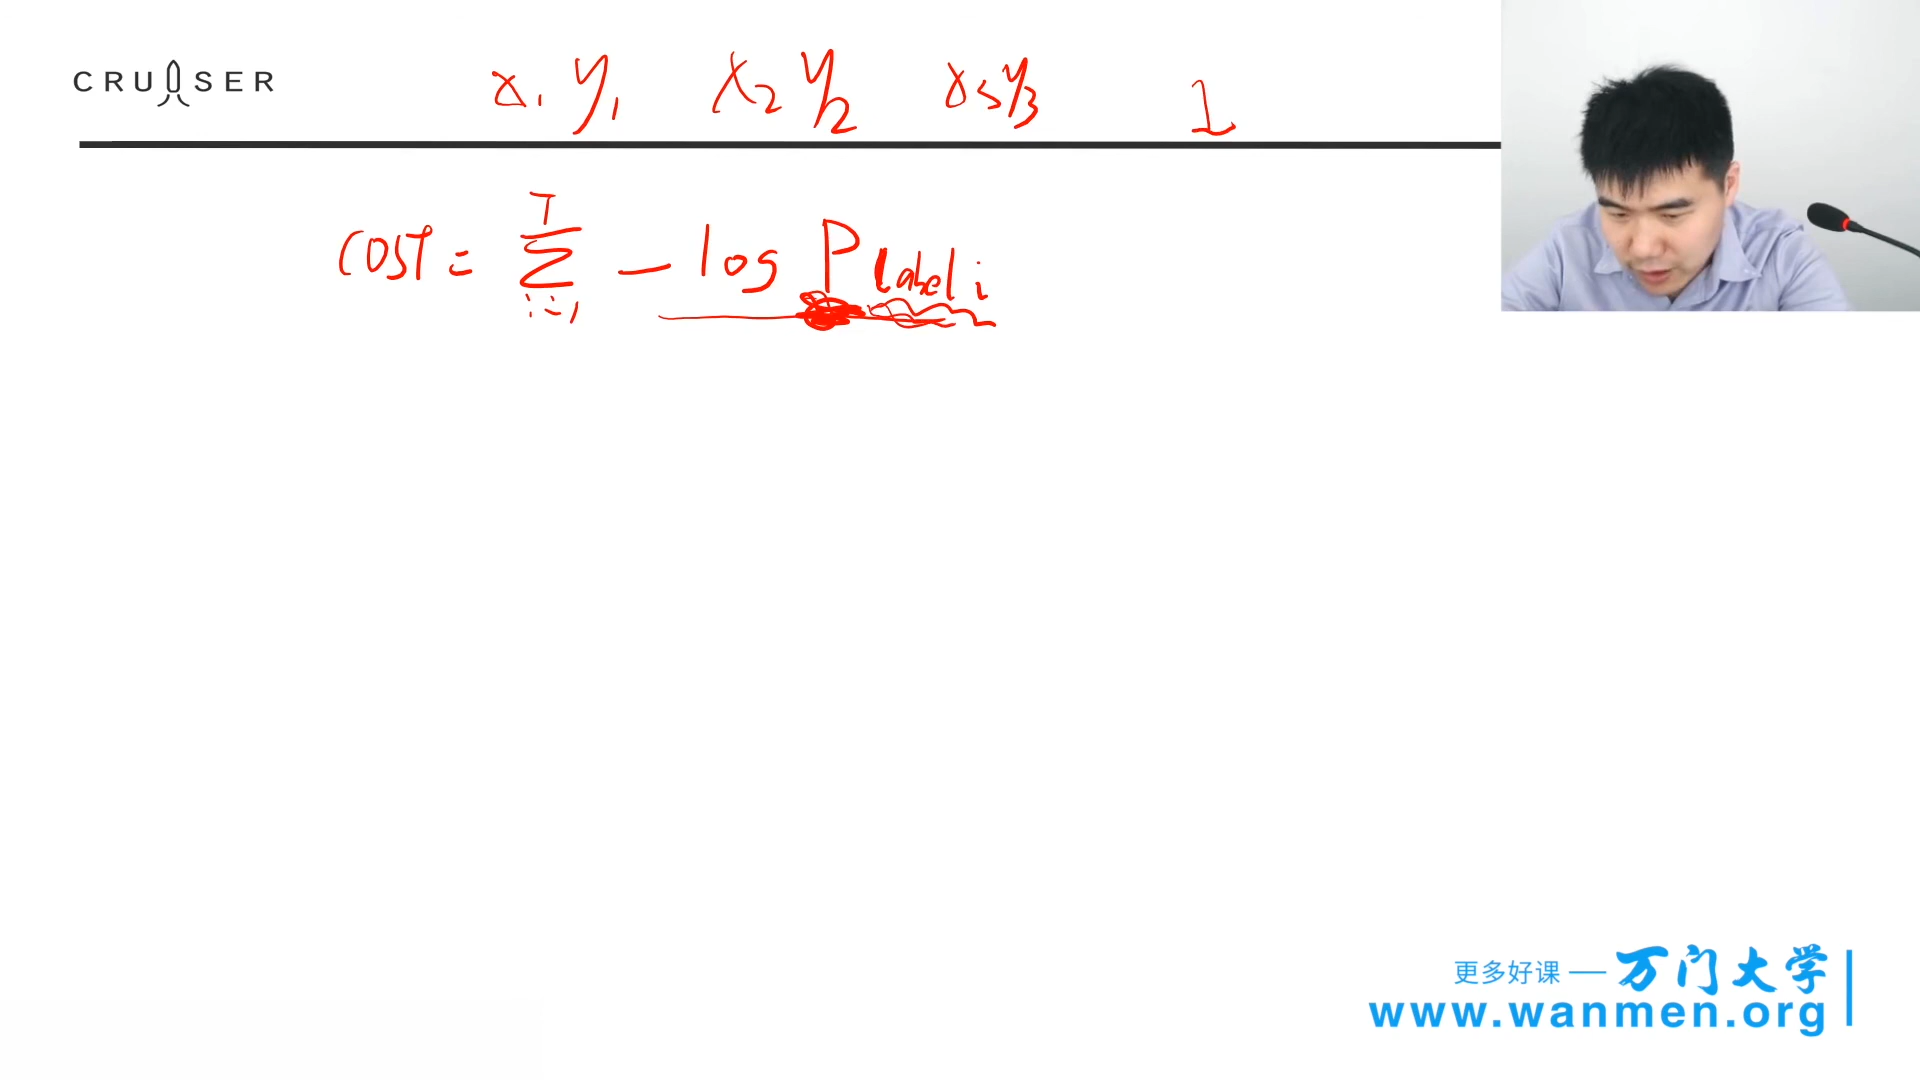 CRUISER
x1 y1 x2 y2 x3 y3 1
COST = T Σ i=1 - log P label i
更多好课 — 万门大学
www.wanmen.org